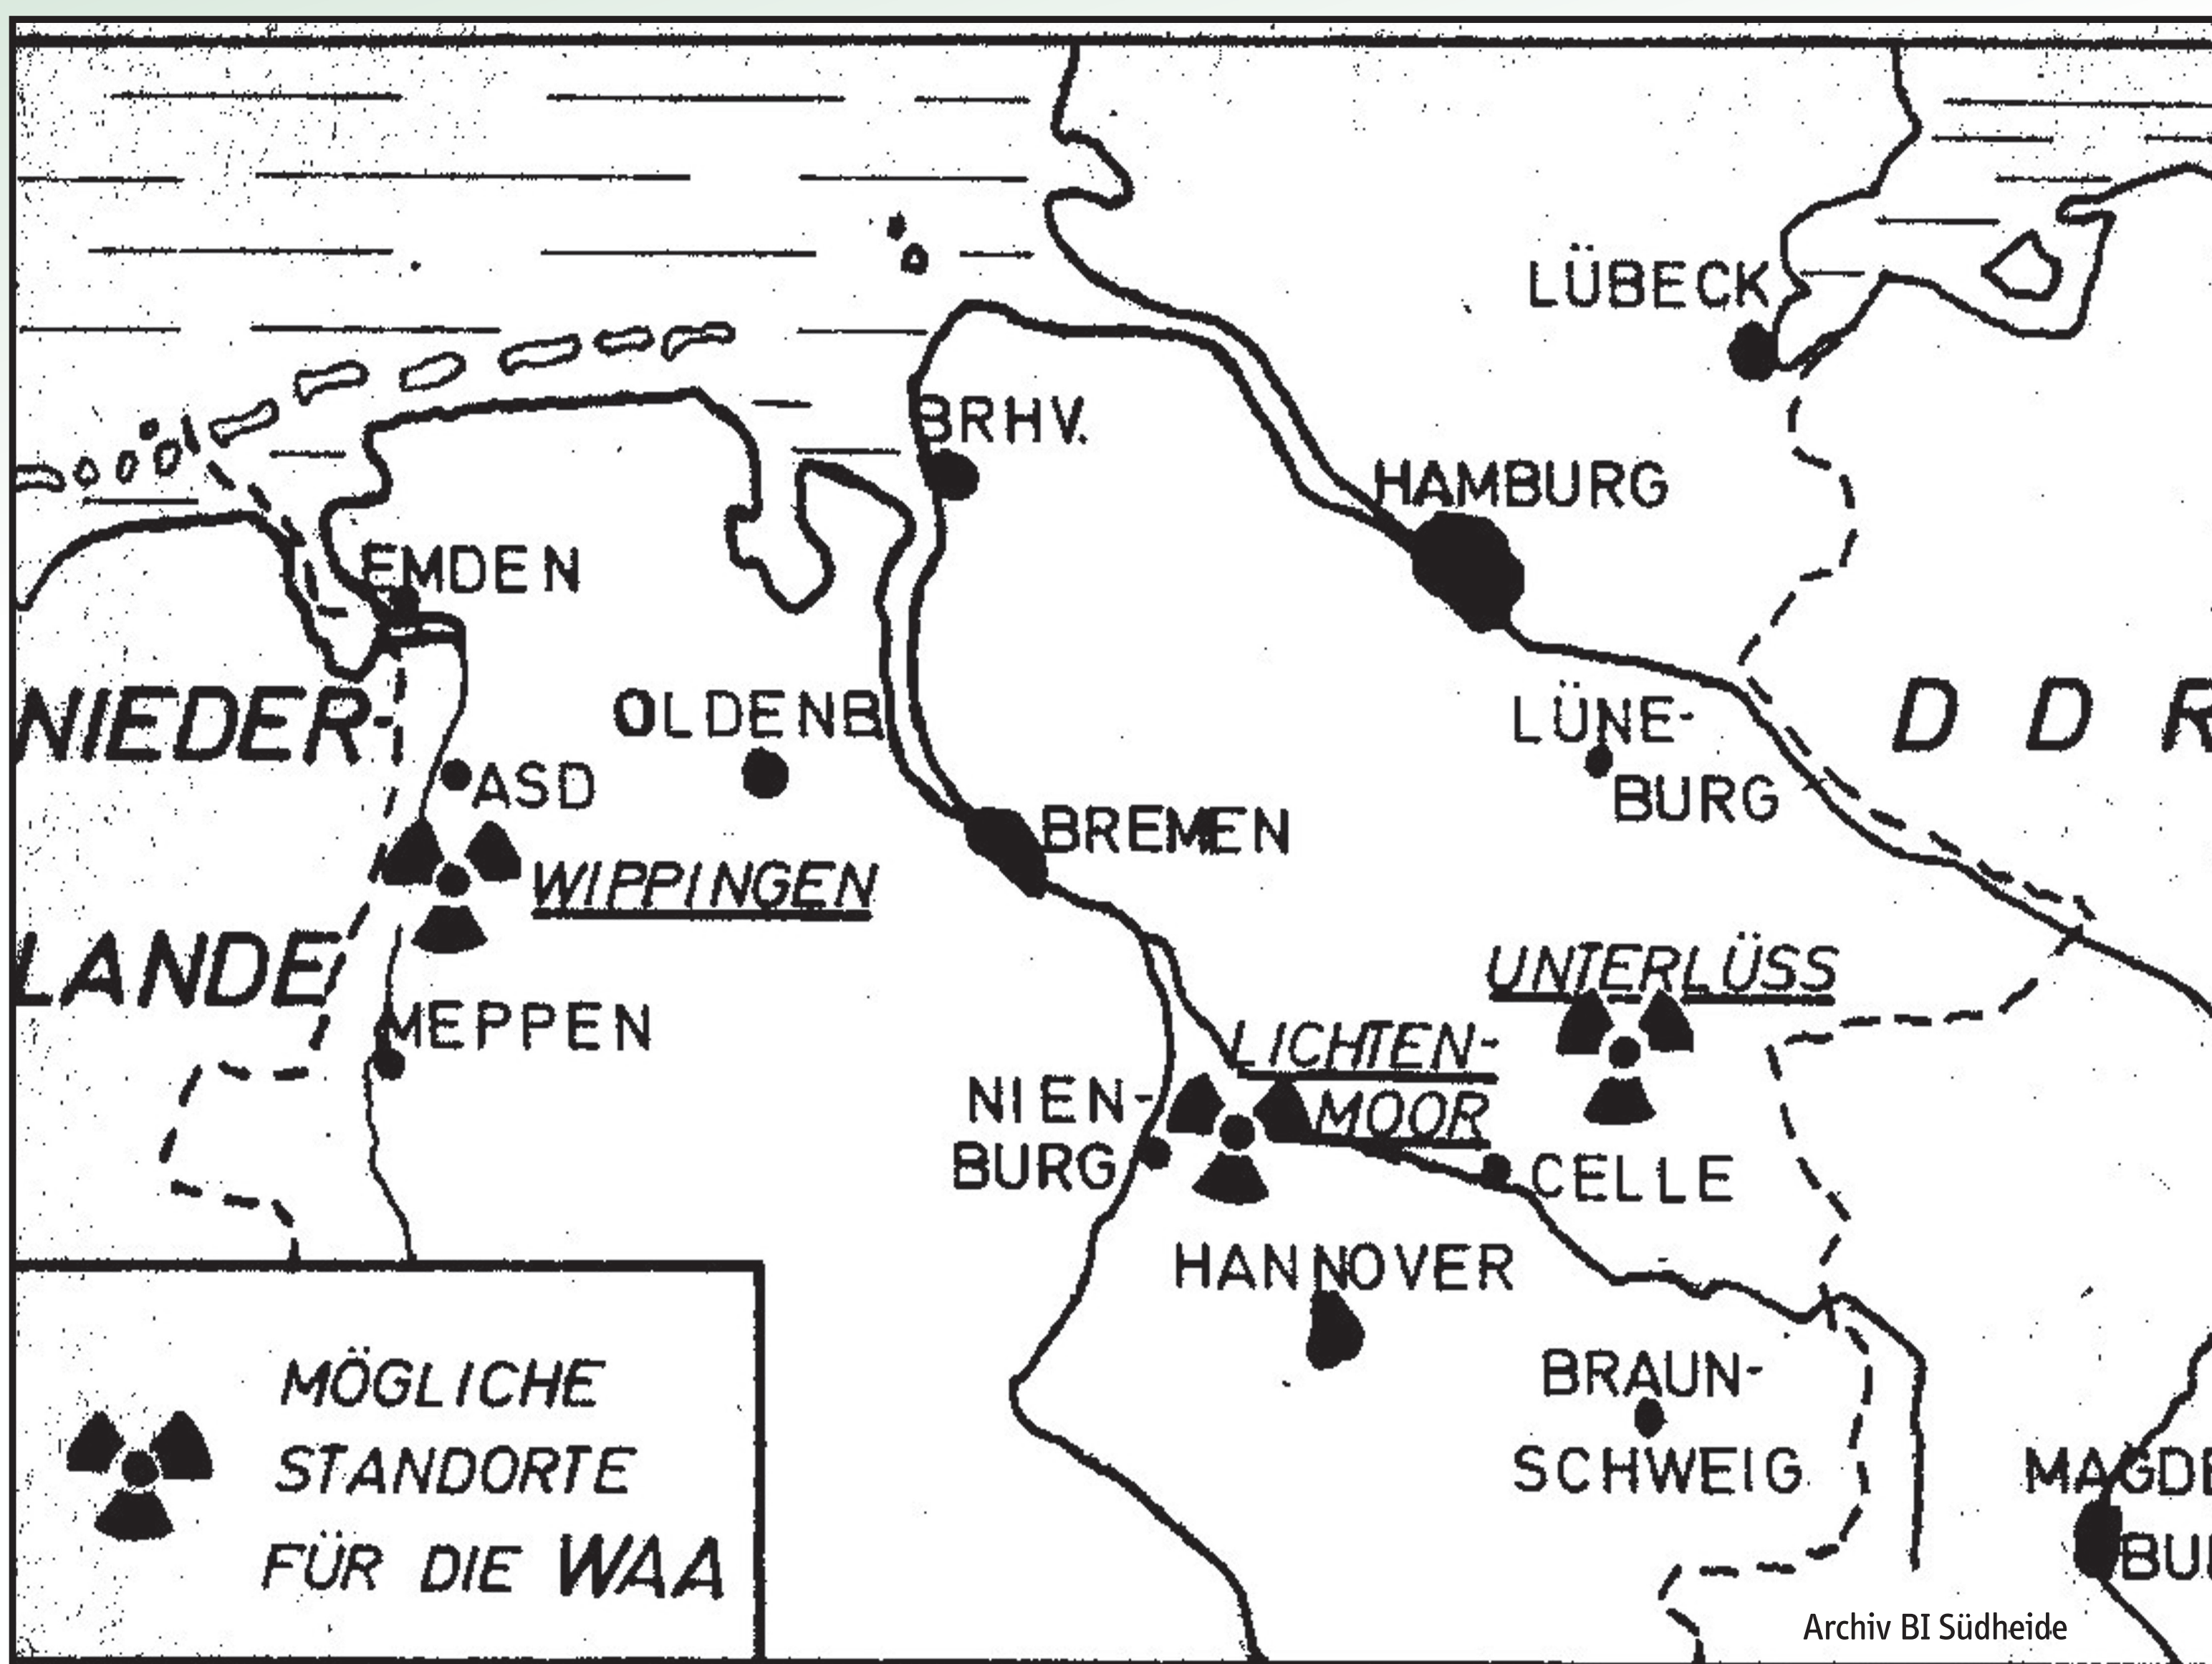 LÜBECK
BRHV.
HAMBURG
EMDEN
NIEDER-
LANDE
OLDENB.
LÜNE-
BURG
D D R
ASD
BREMEN
WIPPINGEN
UNTERLÜSS
MEPPEN
LICHTEN-
MOOR
NIEN-
BURG
CELLE
HANNOVER
BRAUN-
SCHWEIG
MAGDE
BU
MÖGLICHE
STANDORTE
FÜR DIE WAA
Archiv BI Südheide